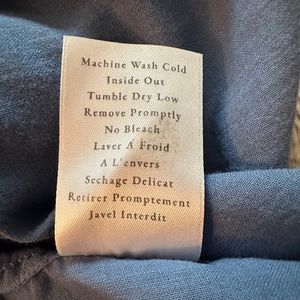 Machine Wash Cold
Inside Out
Tumble Dry Low
Remove Promptly
No Bleach
Laver A Froid
A L'envers
Sechage Delicat
Retirer Promptement
Javel Interdit